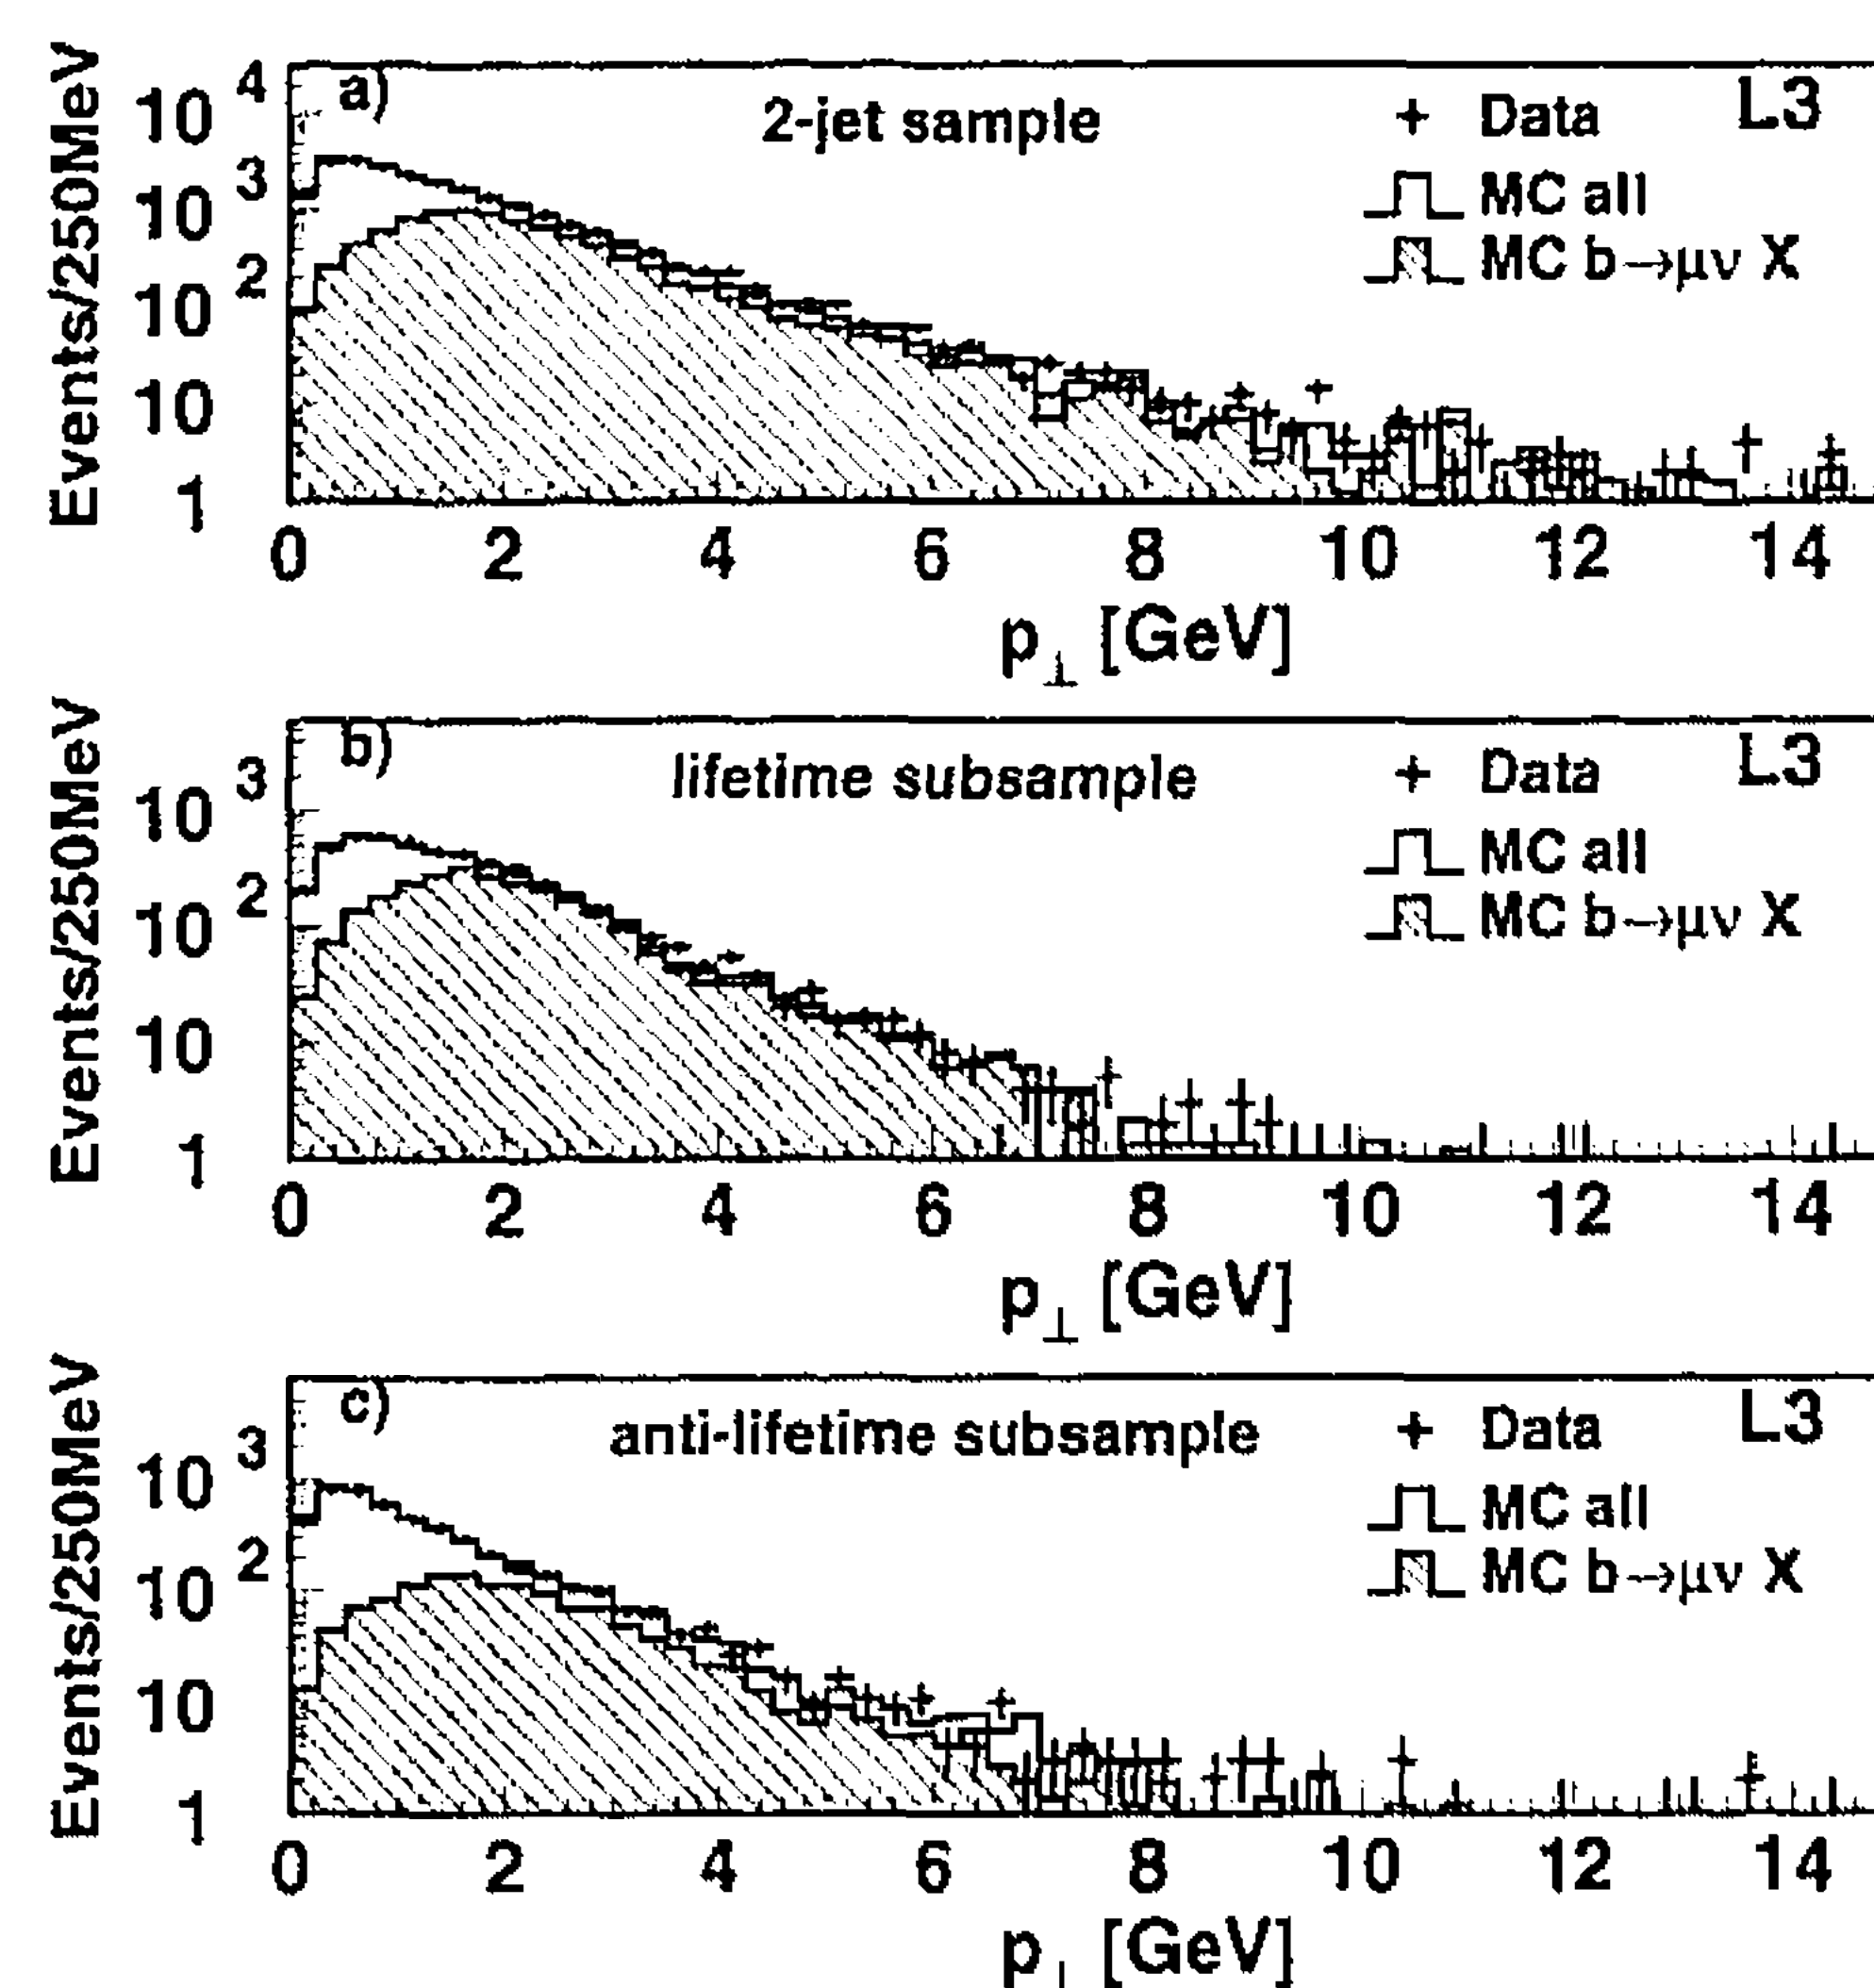 a) 2-jet sample + Data L3
MC all
MC b→μν X
Events/250MeV
10^4
10^3
10^2
10
1
0 2 4 6 8 10 12 14
p⊥ [GeV]
b) lifetime subsample + Data L3
MC all
MC b→μν X
Events/250MeV
10^3
10^2
10
1
0 2 4 6 8 10 12 14
p⊥ [GeV]
c) anti-lifetime subsample + Data L3
MC all
MC b→μν X
Events/250MeV
10^3
10^2
10
1
0 2 4 6 8 10 12 14
p⊥ [GeV]